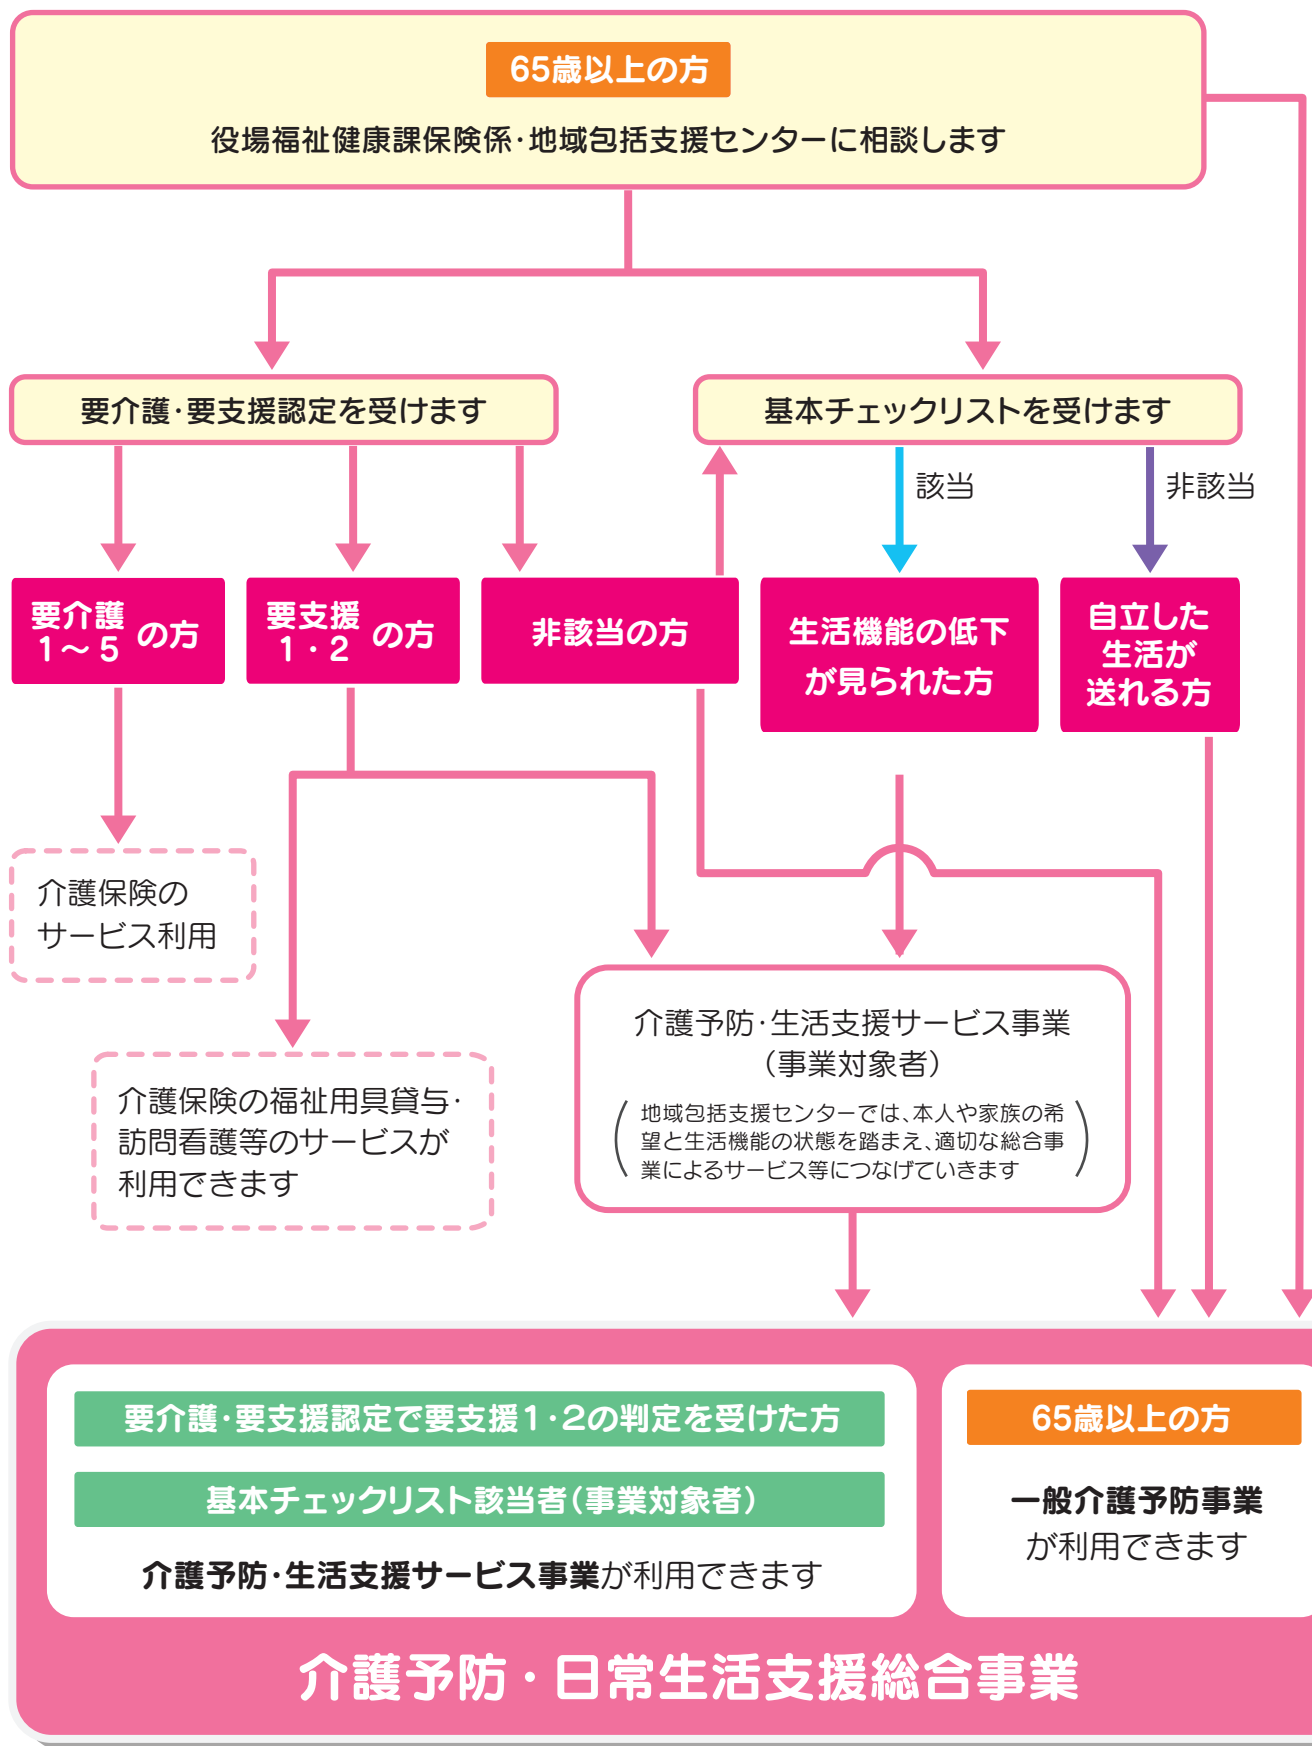 65歳以上の方
役場福祉健康課保険係･地域包括支援センターに相談します
要介護･要支援認定を受けます
基本チェックリストを受けます
該当
非該当
要介護
1～5
の方
要支援
1・2
の方
非該当の方
生活機能の低下
が見られた方
自立した
生活が
送れる方
介護保険の
サービス利用
介護保険の福祉用具貸与･
訪問看護等のサービスが
利用できます
介護予防･生活支援サービス事業
（事業対象者）
地域包括支援センターでは､本人や家族の希
望と生活機能の状態を踏まえ､適切な総合事
業によるサービス等につなげていきます
要介護･要支援認定で要支援1･2の判定を受けた方
基本チェックリスト該当者（事業対象者）
介護予防･生活支援サービス事業が利用できます
65歳以上の方
一般介護予防事業
が利用できます
介護予防・日常生活支援総合事業